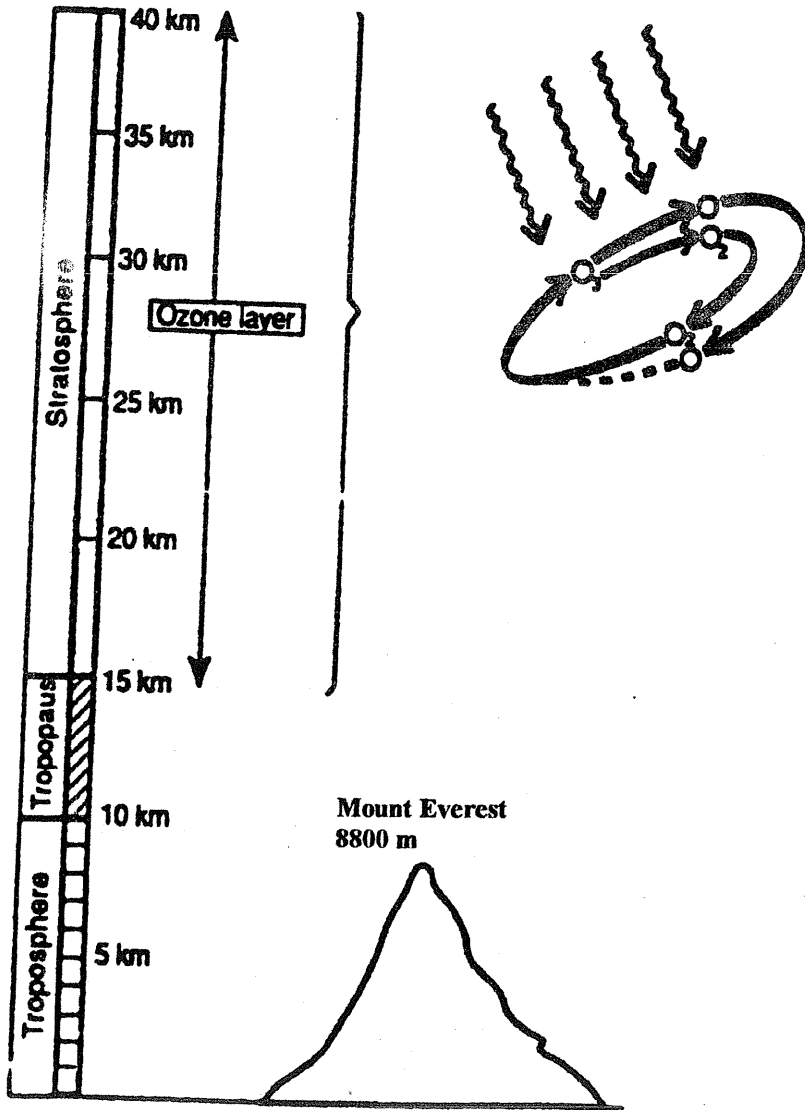 40 km
35 km
30 km
Ozone layer
Stratosphere
25 km
20 km
15 km
Tropopaus
10 km
Mount Everest
8800 m
Troposphere
5 km
O3
O
O2
O2
O